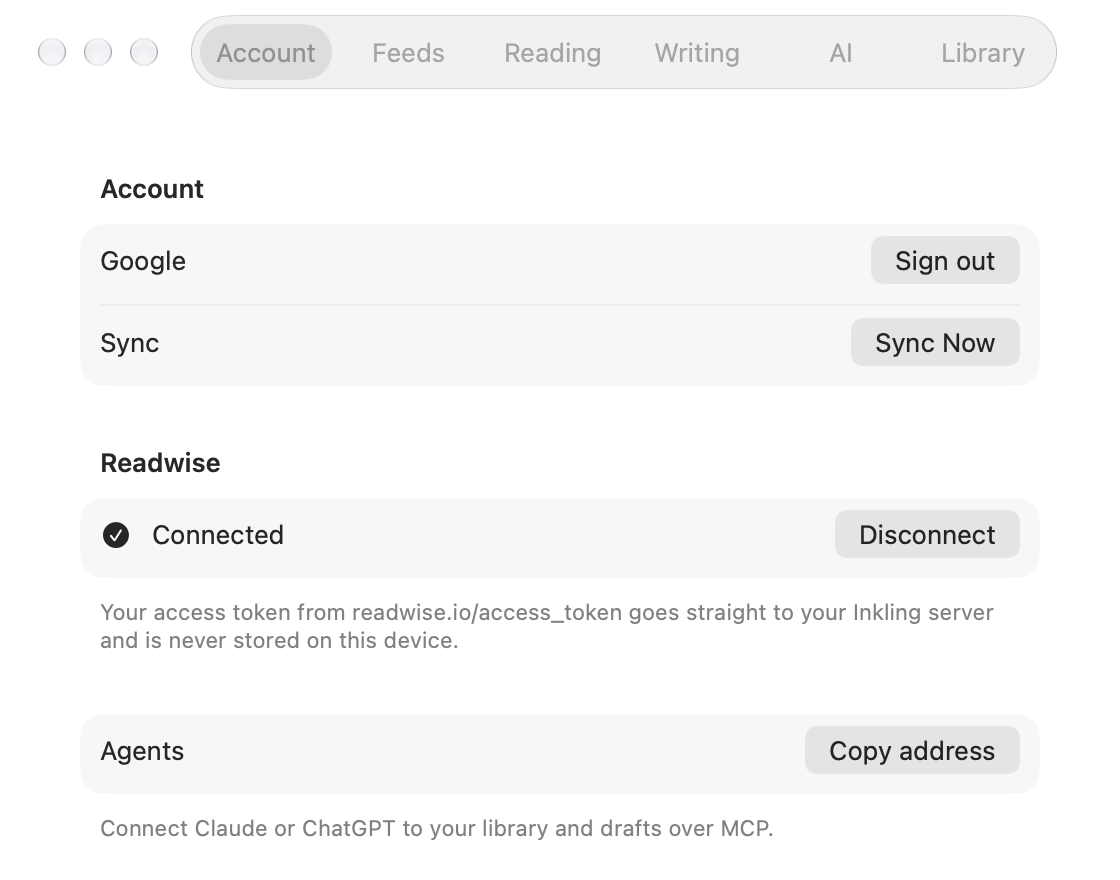 Account
Feeds
Reading
Writing
AI
Library
Account
Google
Sign out
Sync
Sync Now
Readwise
Connected
Disconnect
Your access token from readwise.io/access_token goes straight to your Inkling server
and is never stored on this device.
Agents
Copy address
Connect Claude or ChatGPT to your library and drafts over MCP.